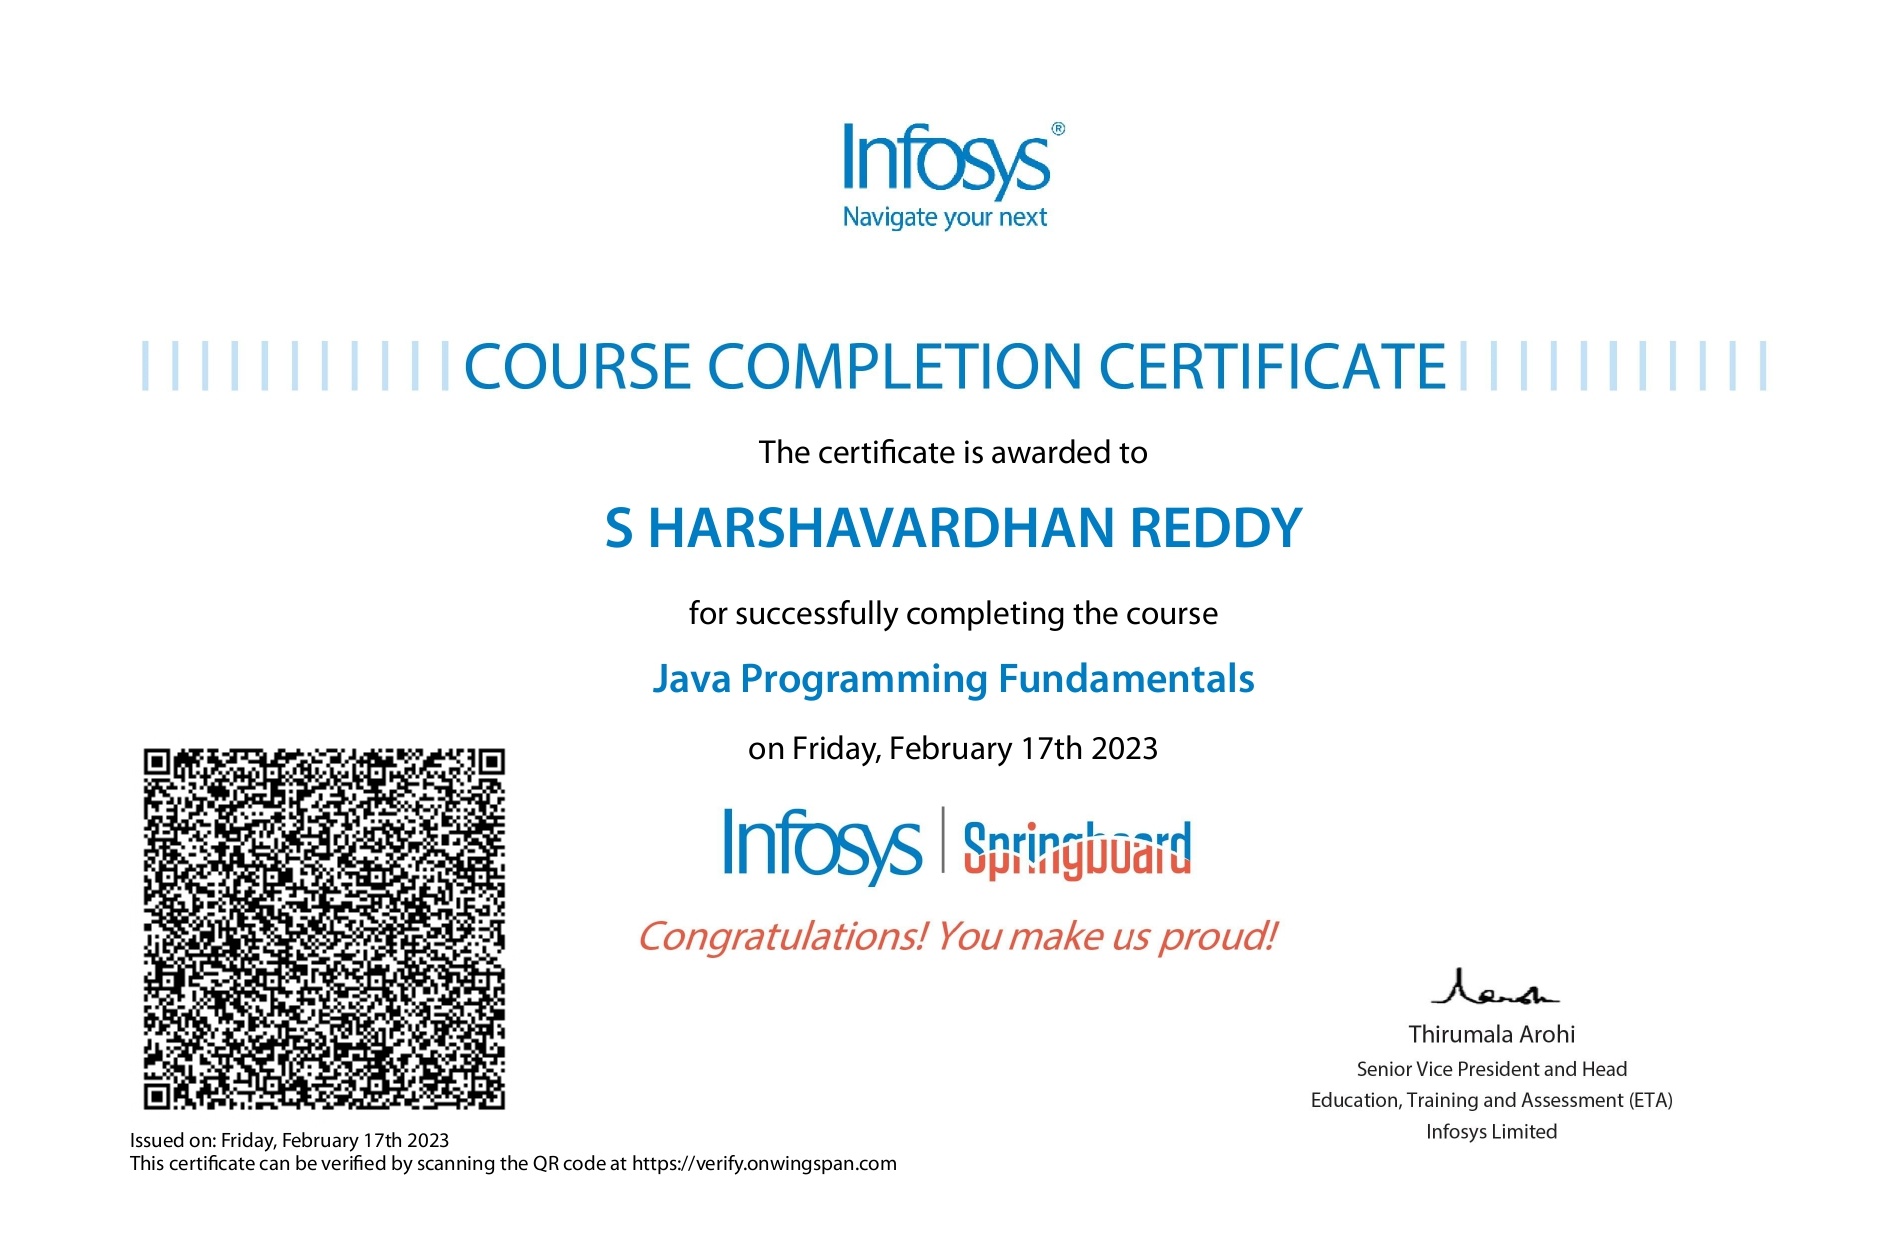 Infosys®
Navigate your next
COURSE COMPLETION CERTIFICATE
The certificate is awarded to
S HARSHAVARDHAN REDDY
for successfully completing the course
Java Programming Fundamentals
on Friday, February 17th 2023
Infosys | Springboard
Congratulations! You make us proud!
Thirumala Arohi
Senior Vice President and Head
Education, Training and Assessment (ETA)
Infosys Limited
Issued on: Friday, February 17th 2023
This certificate can be verified by scanning the QR code at https://verify.onwingspan.com